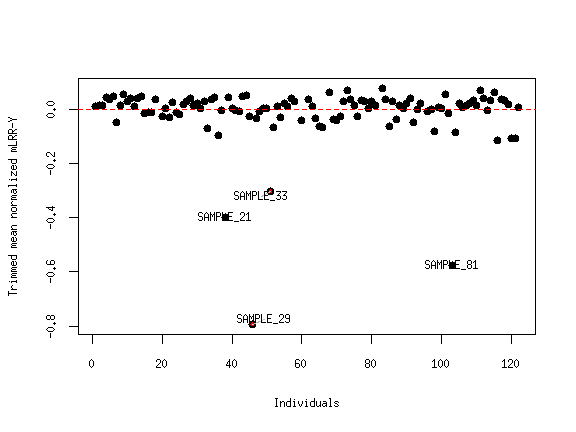 Trimmed mean normalized mLRR-Y
0.0
-0.2
-0.4
-0.6
-0.8
SAMPLE_33
SAMPLE_21
SAMPLE_81
SAMPLE_29
0 20 40 60 80 100 120
Individuals